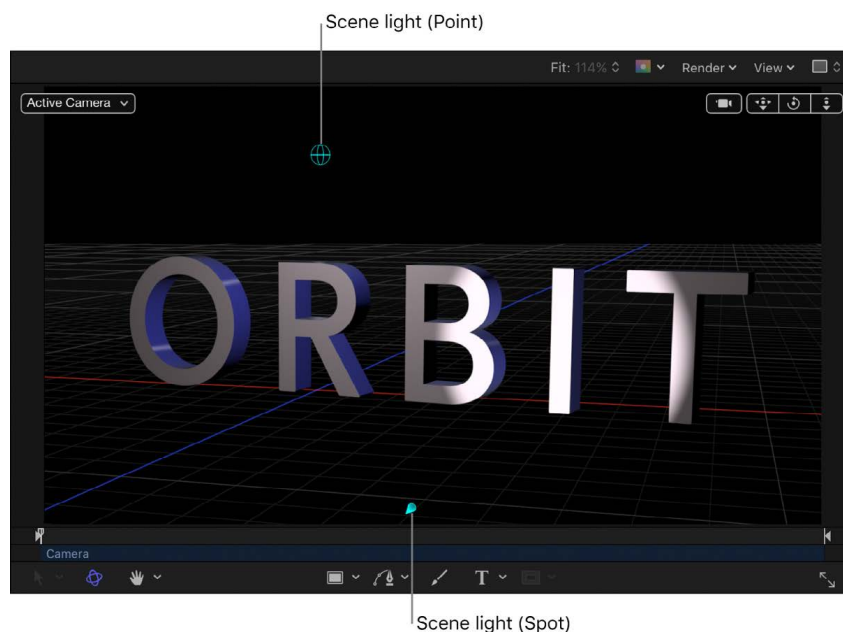 Scene light (Point)
Fit: 114% Render View
Active Camera
ORBIT
Camera
T
Scene light (Spot)